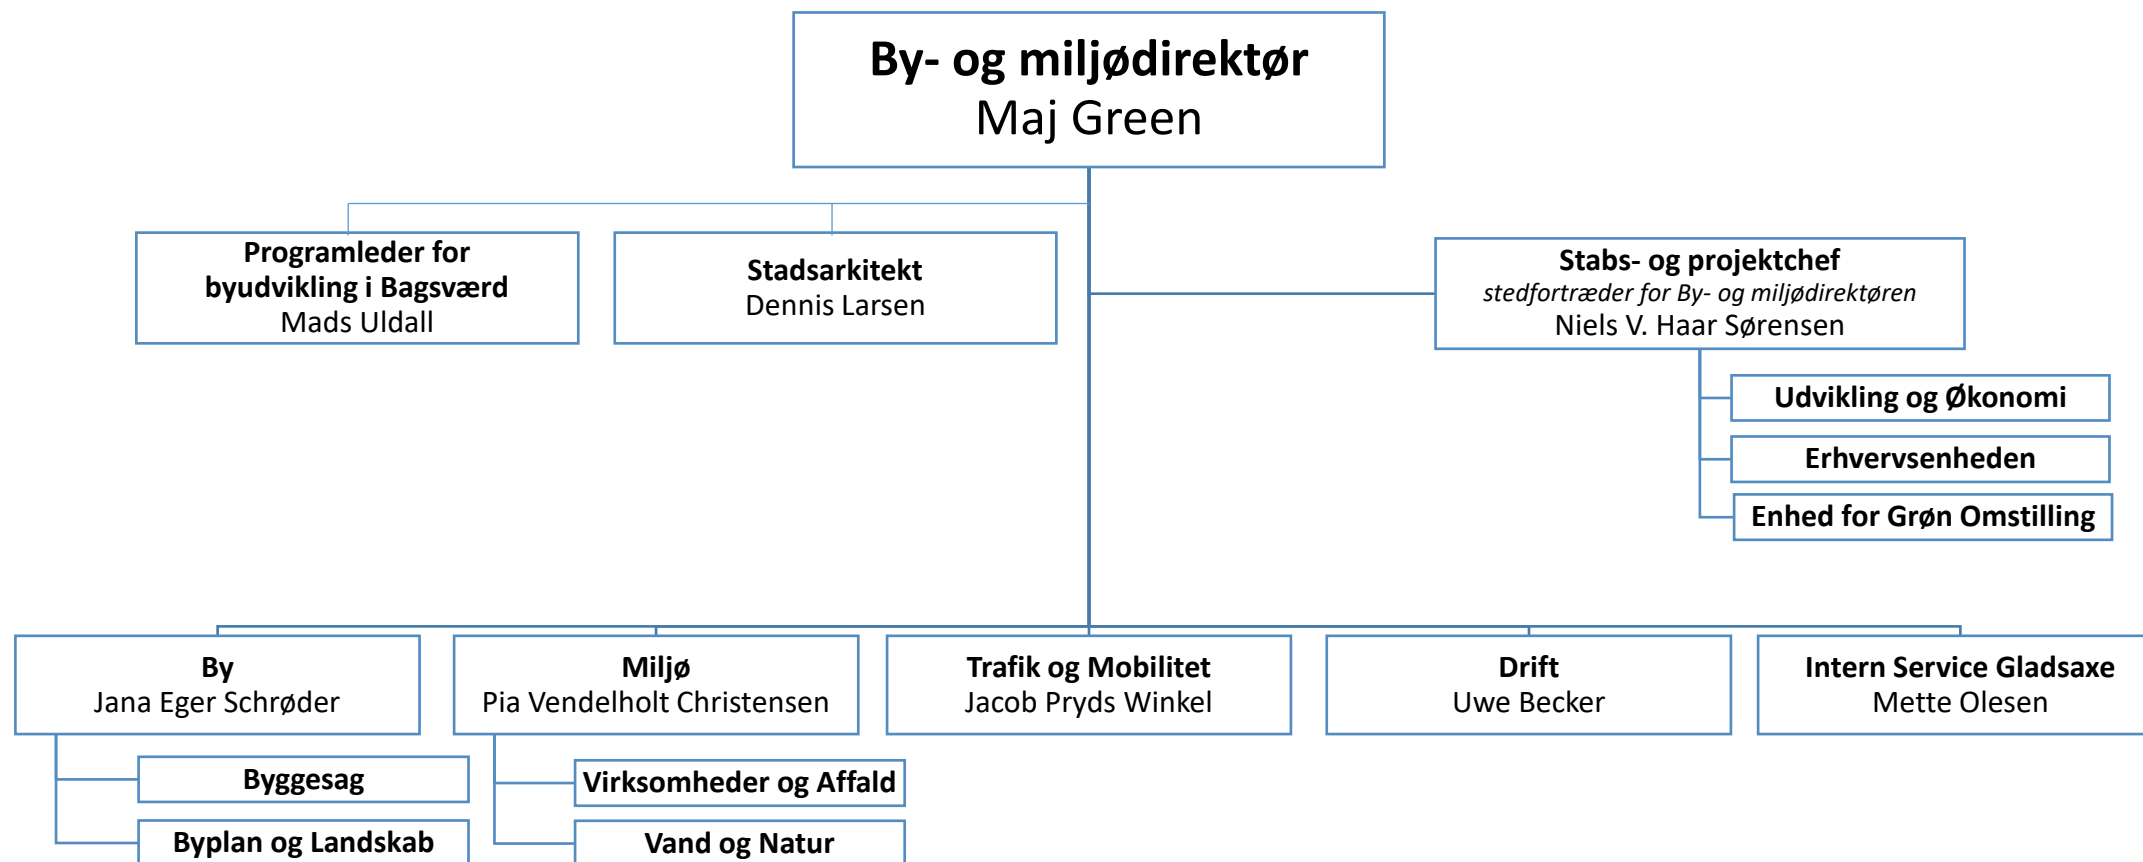 By- og miljødirektør
Maj Green
Programleder for
byudvikling i Bagsværd
Mads Uldall
Stadsarkitekt
Dennis Larsen
Stabs- og projektchef
stedfortræder for By- og miljødirektøren
Niels V. Haar Sørensen
Udvikling og Økonomi
Erhvervsenheden
Enhed for Grøn Omstilling
By
Jana Eger Schrøder
Miljø
Pia Vendelholt Christensen
Trafik og Mobilitet
Jacob Pryds Winkel
Drift
Uwe Becker
Intern Service Gladsaxe
Mette Olesen
Byggesag
Byplan og Landskab
Virksomheder og Affald
Vand og Natur